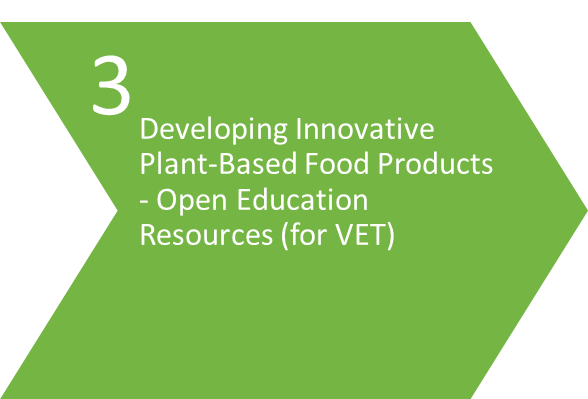 3
Developing Innovative
Plant-Based Food Products
- Open Education
Resources (for VET)